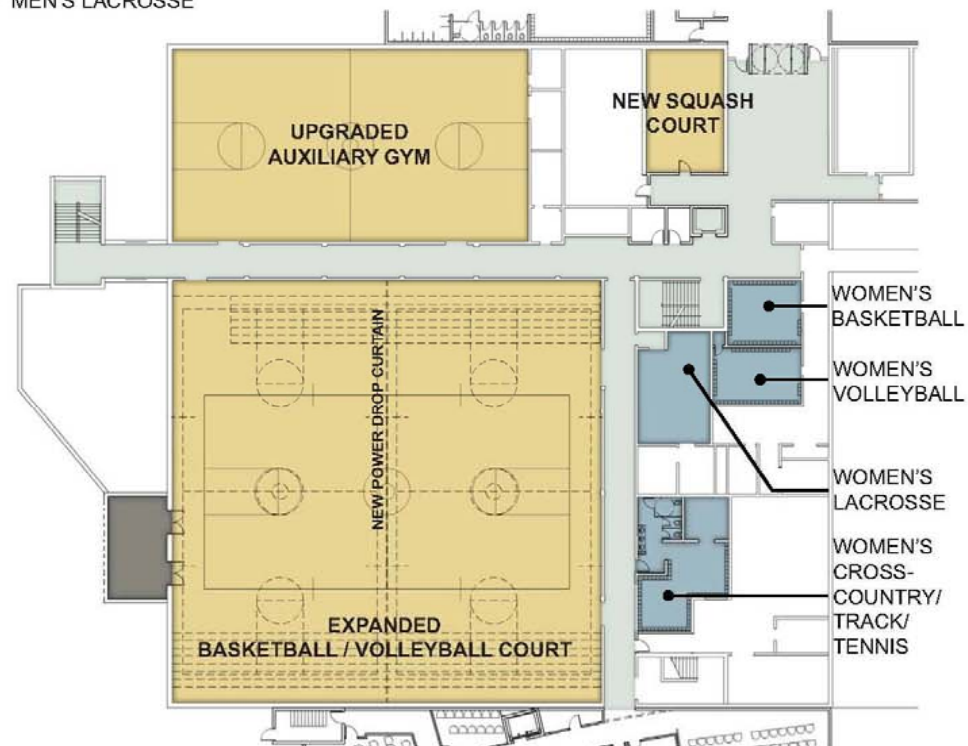 MEN'S LACROSSE
UPGRADED
AUXILIARY GYM
NEW SQUASH
COURT
NEW POWER DROP CURTAIN
WOMEN'S
BASKETBALL
WOMEN'S
VOLLEYBALL
WOMEN'S
LACROSSE
WOMEN'S
CROSS-
COUNTRY/
TRACK/
TENNIS
EXPANDED
BASKETBALL / VOLLEYBALL COURT